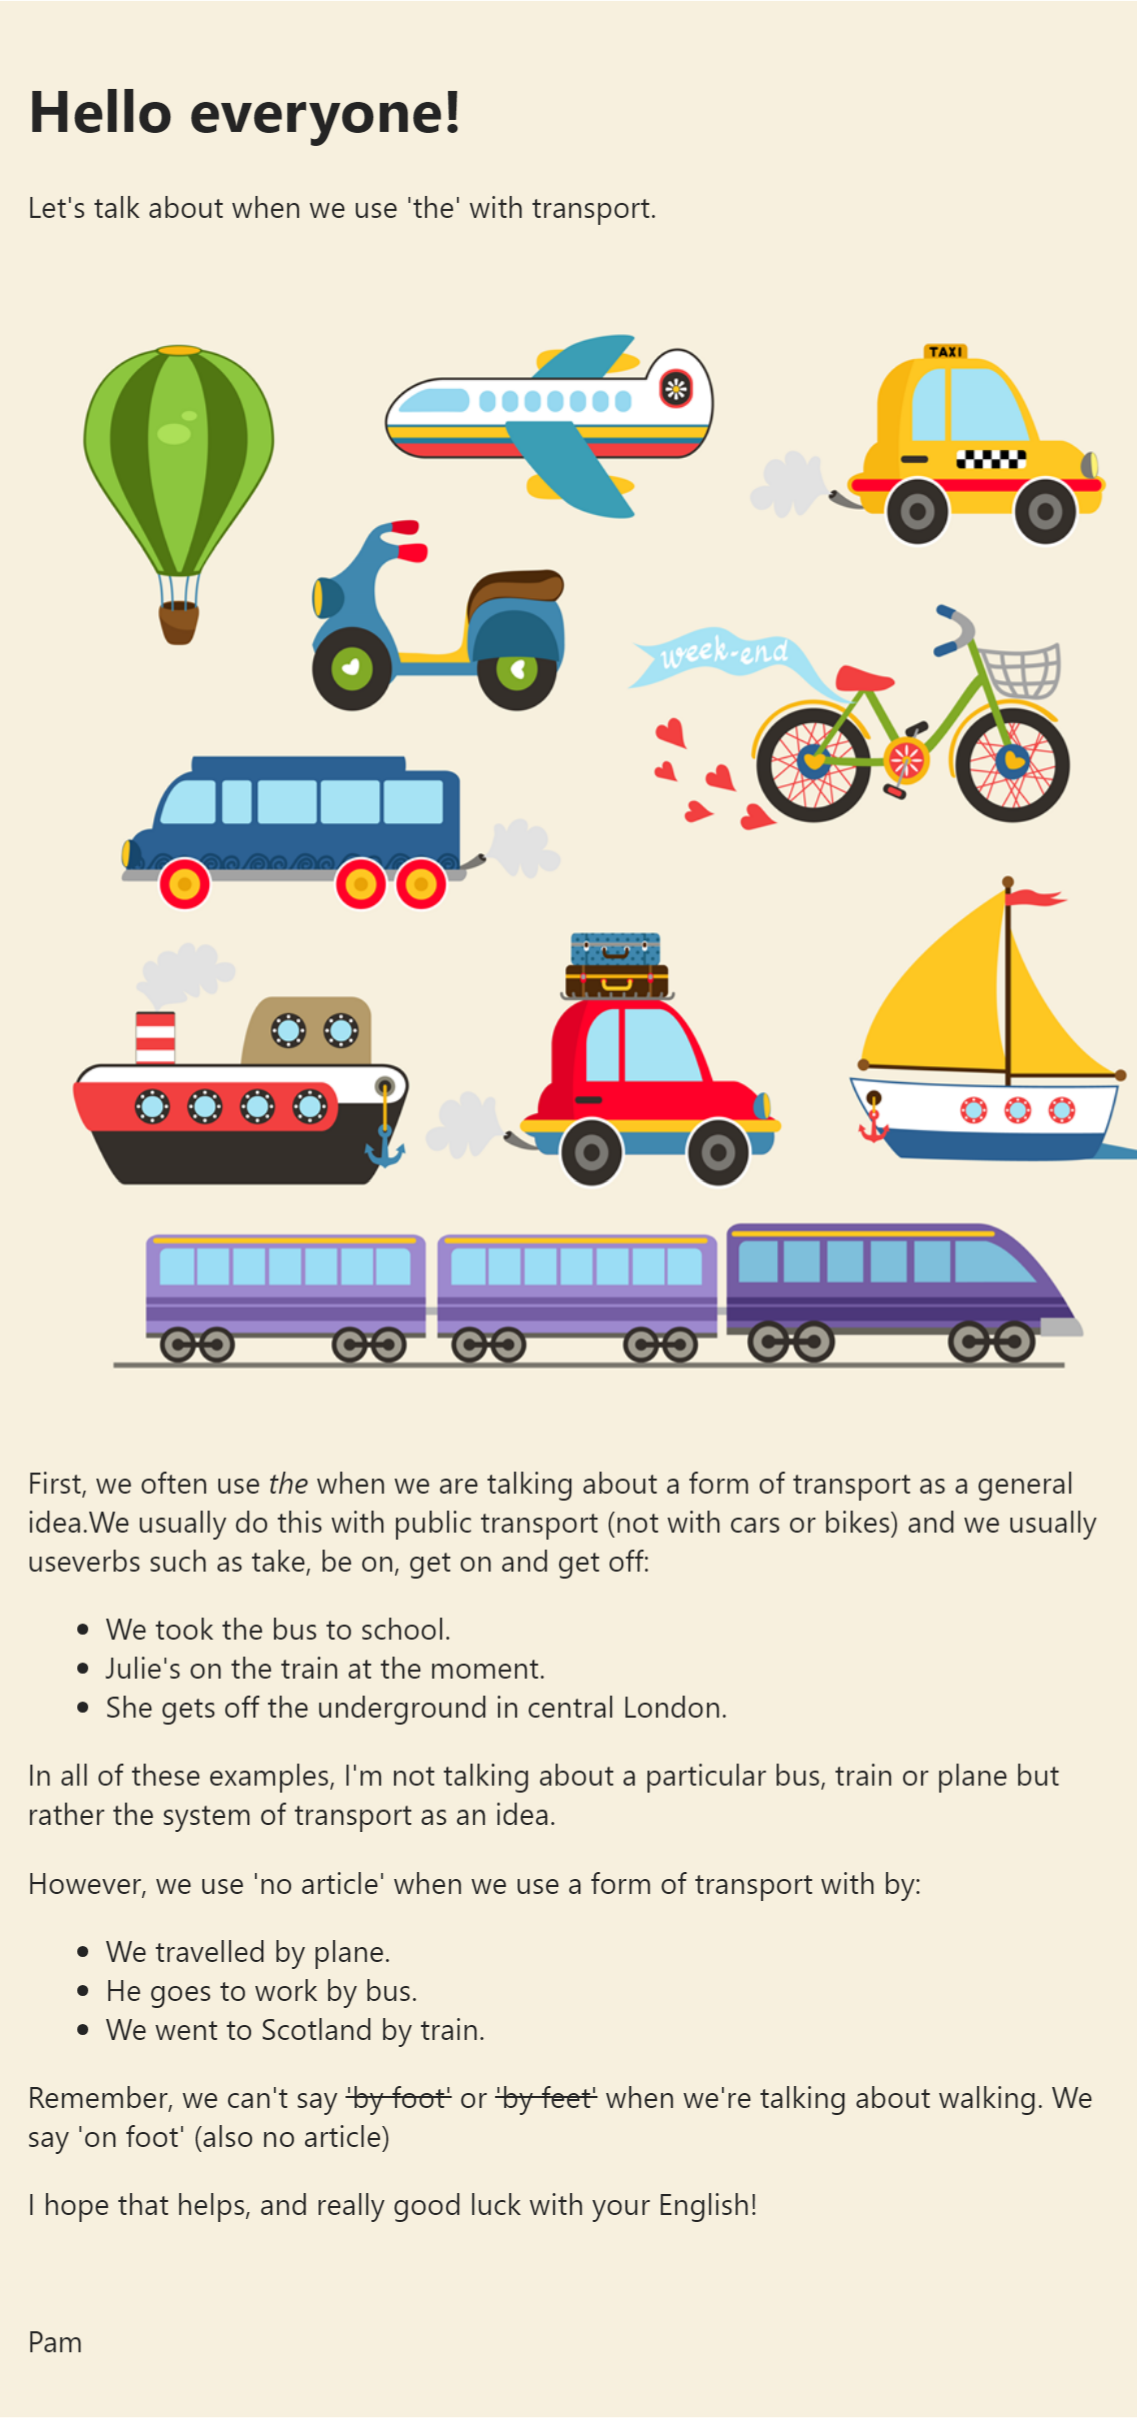 Hello everyone!
Let's talk about when we use 'the' with transport.
TAXI
week-end
First, we often use the when we are talking about a form of transport as a general
idea.We usually do this with public transport (not with cars or bikes) and we usually
useverbs such as take, be on, get on and get off:
• We took the bus to school.
• Julie's on the train at the moment.
• She gets off the underground in central London.
In all of these examples, I'm not talking about a particular bus, train or plane but
rather the system of transport as an idea.
However, we use 'no article' when we use a form of transport with by:
• We travelled by plane.
• He goes to work by bus.
• We went to Scotland by train.
Remember, we can't say 'by foot' or 'by feet' when we're talking about walking. We
say 'on foot' (also no article)
I hope that helps, and really good luck with your English!
Pam